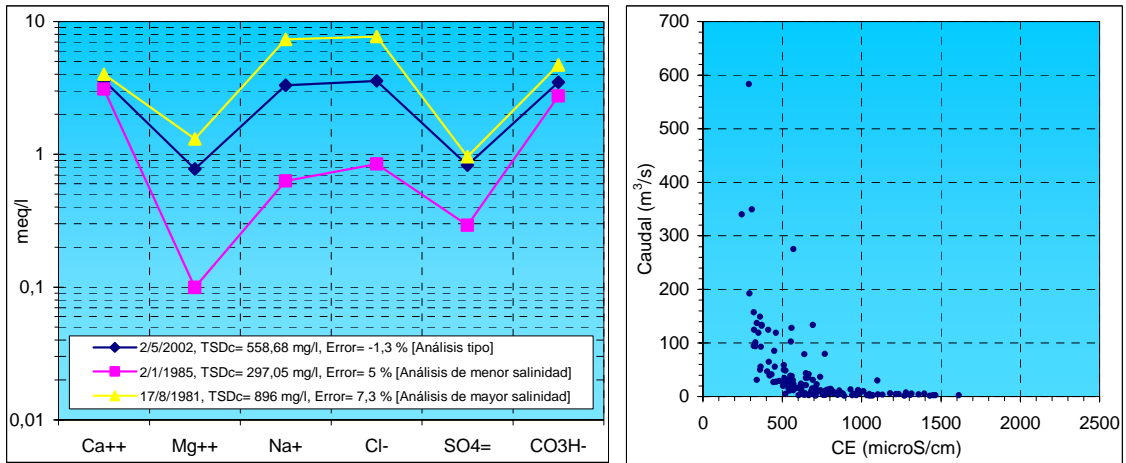 10
1
0,1
0,01
meq/l
2/5/2002, TSDc= 558,68 mg/l, Error= -1,3 % [Análisis tipo]
2/1/1985, TSDc= 297,05 mg/l, Error= 5 % [Análisis de menor salinidad]
17/8/1981, TSDc= 896 mg/l, Error= 7,3 % [Análisis de mayor salinidad]
Ca++ Mg++ Na+ Cl- SO4= CO3H-
700
600
500
400
300
200
100
0
Caudal (m³/s)
0 500 1000 1500 2000 2500
CE (microS/cm)